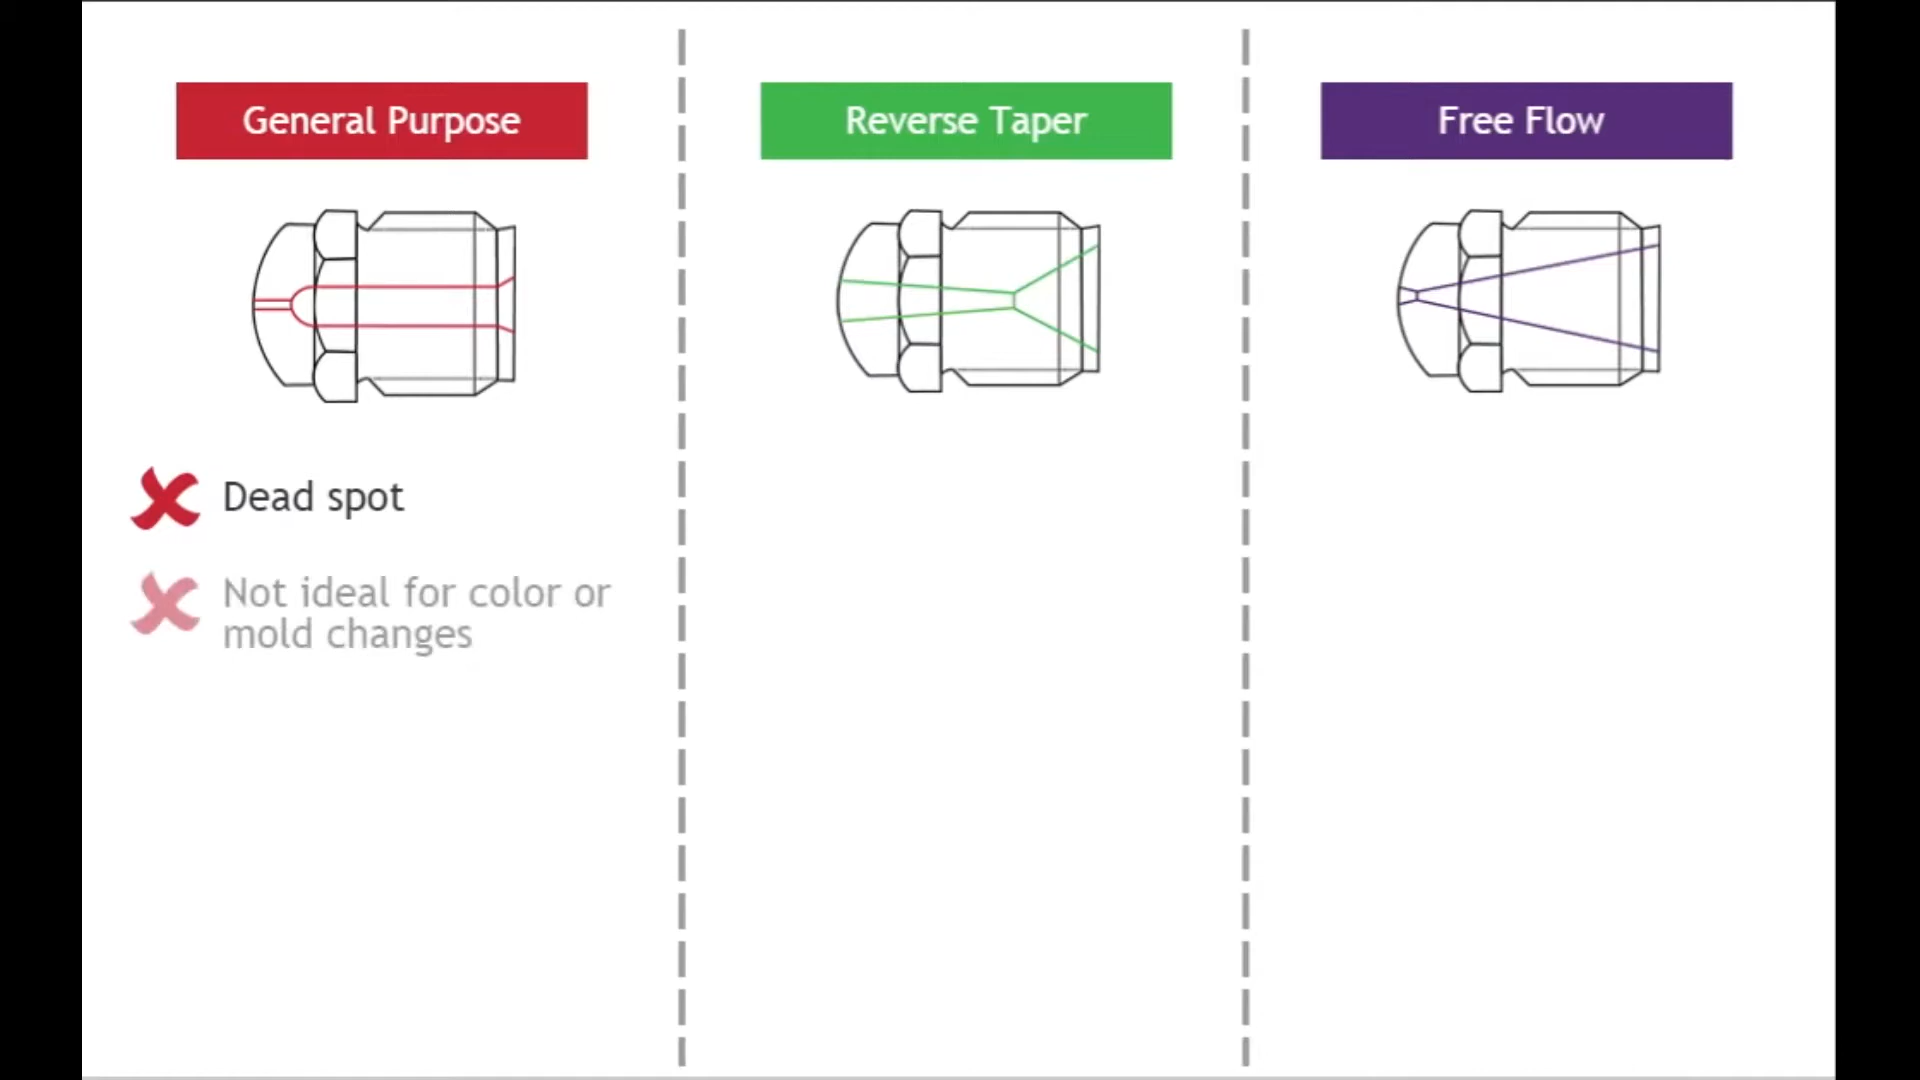 General Purpose
Reverse Taper
Free Flow
Dead spot
Not ideal for color or
mold changes